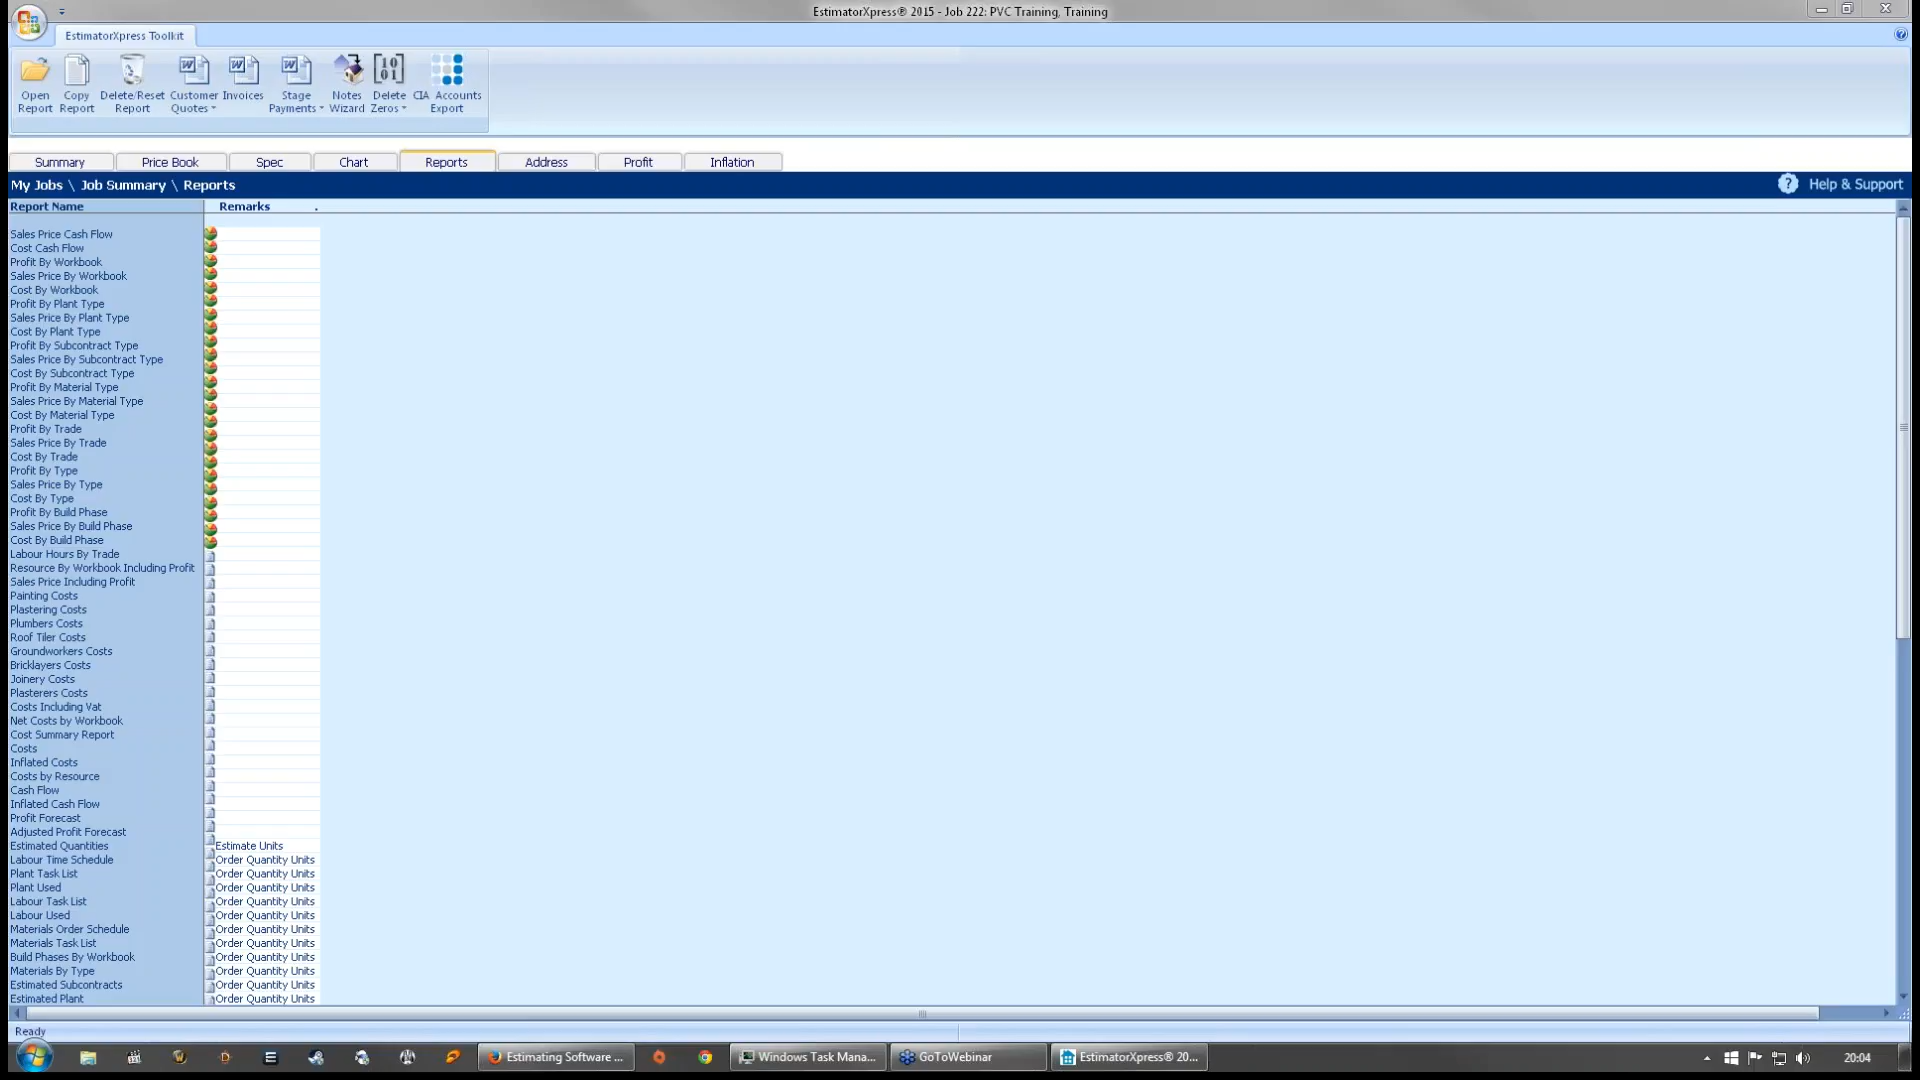 EstimatorXpress® 2015 - Job 222: PVC Training, Training
EstimatorXpress Toolkit
Open Report
Copy Report
Delete/Reset Report
Customer Quotes
Invoices
Stage Payments
Notes Wizard
Delete Zeros
CIA Accounts Export
Summary
Price Book
Spec
Chart
Reports
Address
Profit
Inflation
My Jobs \ Job Summary \ Reports
? Help & Support
Report Name Remarks .
Sales Price Cash Flow
Cost Cash Flow
Profit By Workbook
Sales Price By Workbook
Cost By Workbook
Profit By Plant Type
Sales Price By Plant Type
Cost By Plant Type
Profit By Subcontract Type
Sales Price By Subcontract Type
Cost By Subcontract Type
Profit By Material Type
Sales Price By Material Type
Cost By Material Type
Profit By Trade
Sales Price By Trade
Cost By Trade
Profit By Type
Sales Price By Type
Cost By Type
Profit By Build Phase
Sales Price By Build Phase
Cost By Build Phase
Labour Hours By Trade
Resource By Workbook Including Profit
Sales Price Including Profit
Painting Costs
Plastering Costs
Plumbers Costs
Roof Tiler Costs
Groundworkers Costs
Bricklayers Costs
Joinery Costs
Plasterers Costs
Costs Including Vat
Net Costs by Workbook
Cost Summary Report
Costs
Inflated Costs
Costs by Resource
Cash Flow
Inflated Cash Flow
Profit Forecast
Adjusted Profit Forecast
Estimated Quantities Estimate Units
Labour Time Schedule Order Quantity Units
Plant Task List Order Quantity Units
Plant Used Order Quantity Units
Labour Task List Order Quantity Units
Labour Used Order Quantity Units
Materials Order Schedule Order Quantity Units
Materials Task List Order Quantity Units
Build Phases By Workbook Order Quantity Units
Materials By Type Order Quantity Units
Estimated Subcontracts Order Quantity Units
Estimated Plant Order Quantity Units
Ready
Estimating Software ...
Windows Task Mana...
GoToWebinar
EstimatorXpress® 20...
20:04